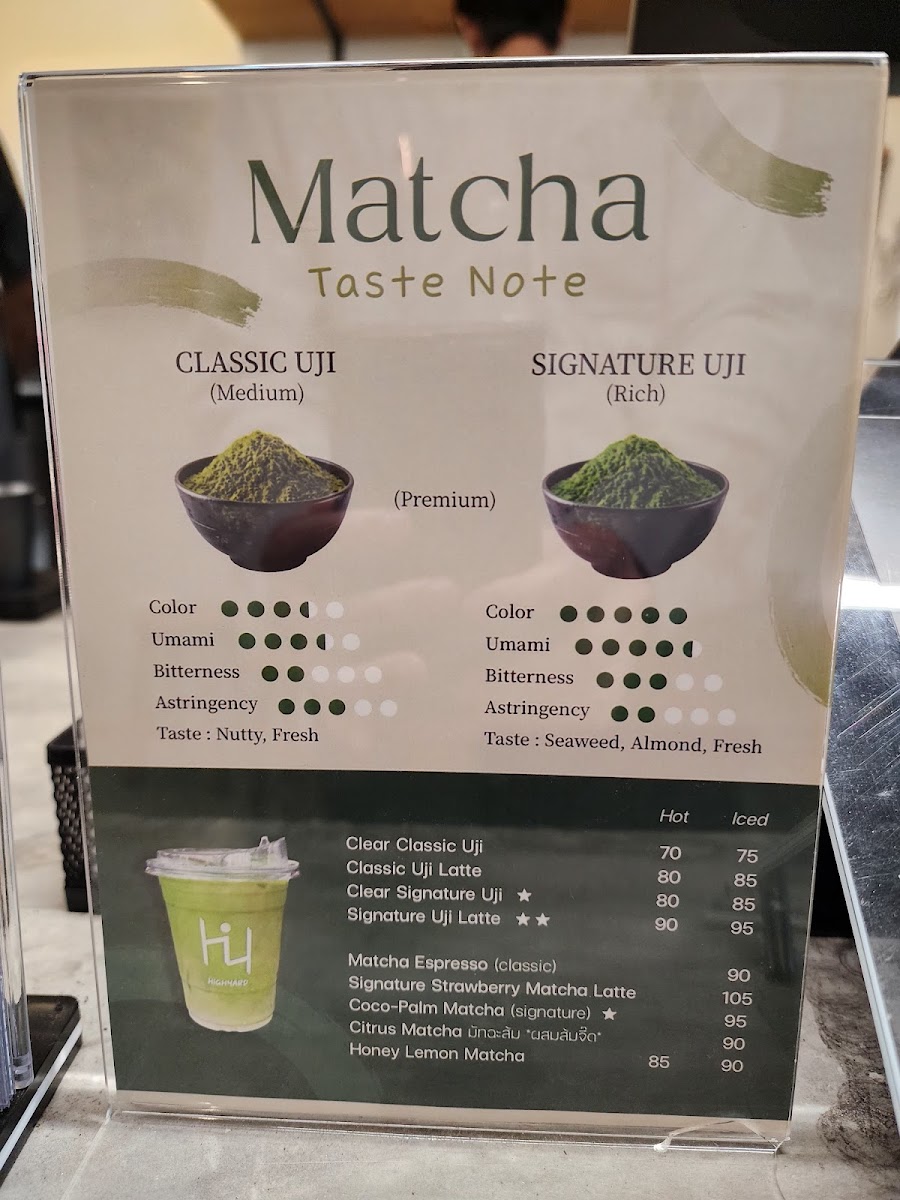 Matcha
Taste Note
CLASSIC UJI
(Medium)
SIGNATURE UJI
(Rich)
(Premium)
Color
Umami
Bitterness
Astringency
Taste : Nutty, Fresh
Color
Umami
Bitterness
Astringency
Taste : Seaweed, Almond, Fresh
Hot Iced
Clear Classic Uji 70 75
Classic Uji Latte 80 85
Clear Signature Uji ★ 80 85
Signature Uji Latte ★★ 90 95
Matcha Espresso (classic) 90
Signature Strawberry Matcha Latte 105
Coco-Palm Matcha (signature) ★ 95
Citrus Matcha มัทฉะส้ม *ผสมส้มจี๊ด* 90
Honey Lemon Matcha 85 90
HIGHYARD